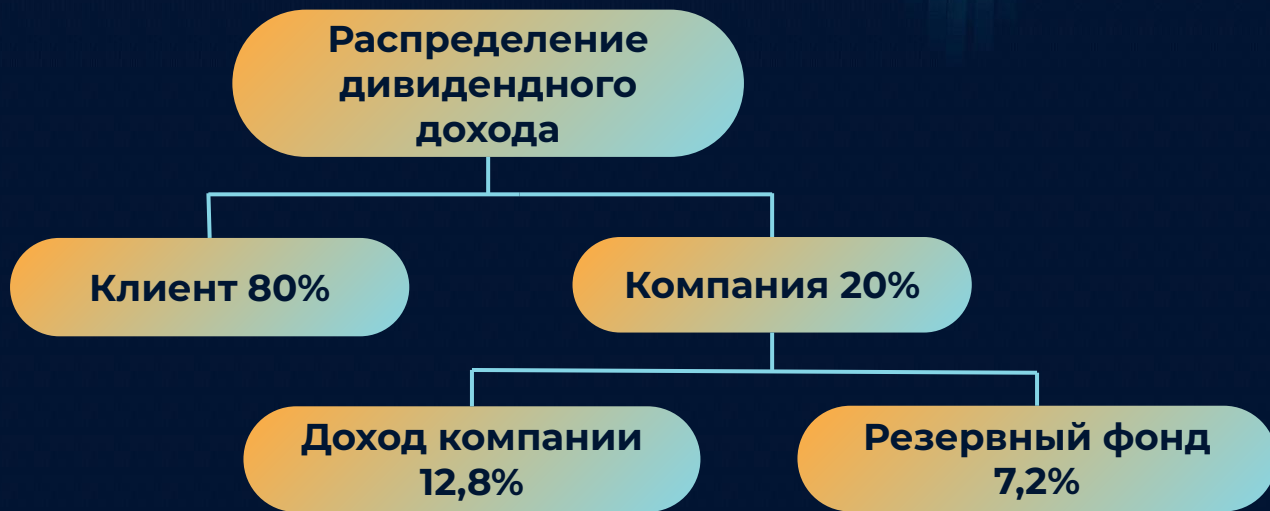 Распределение
дивидендного
дохода
Клиент 80%
Компания 20%
Доход компании
12,8%
Резервный фонд
7,2%